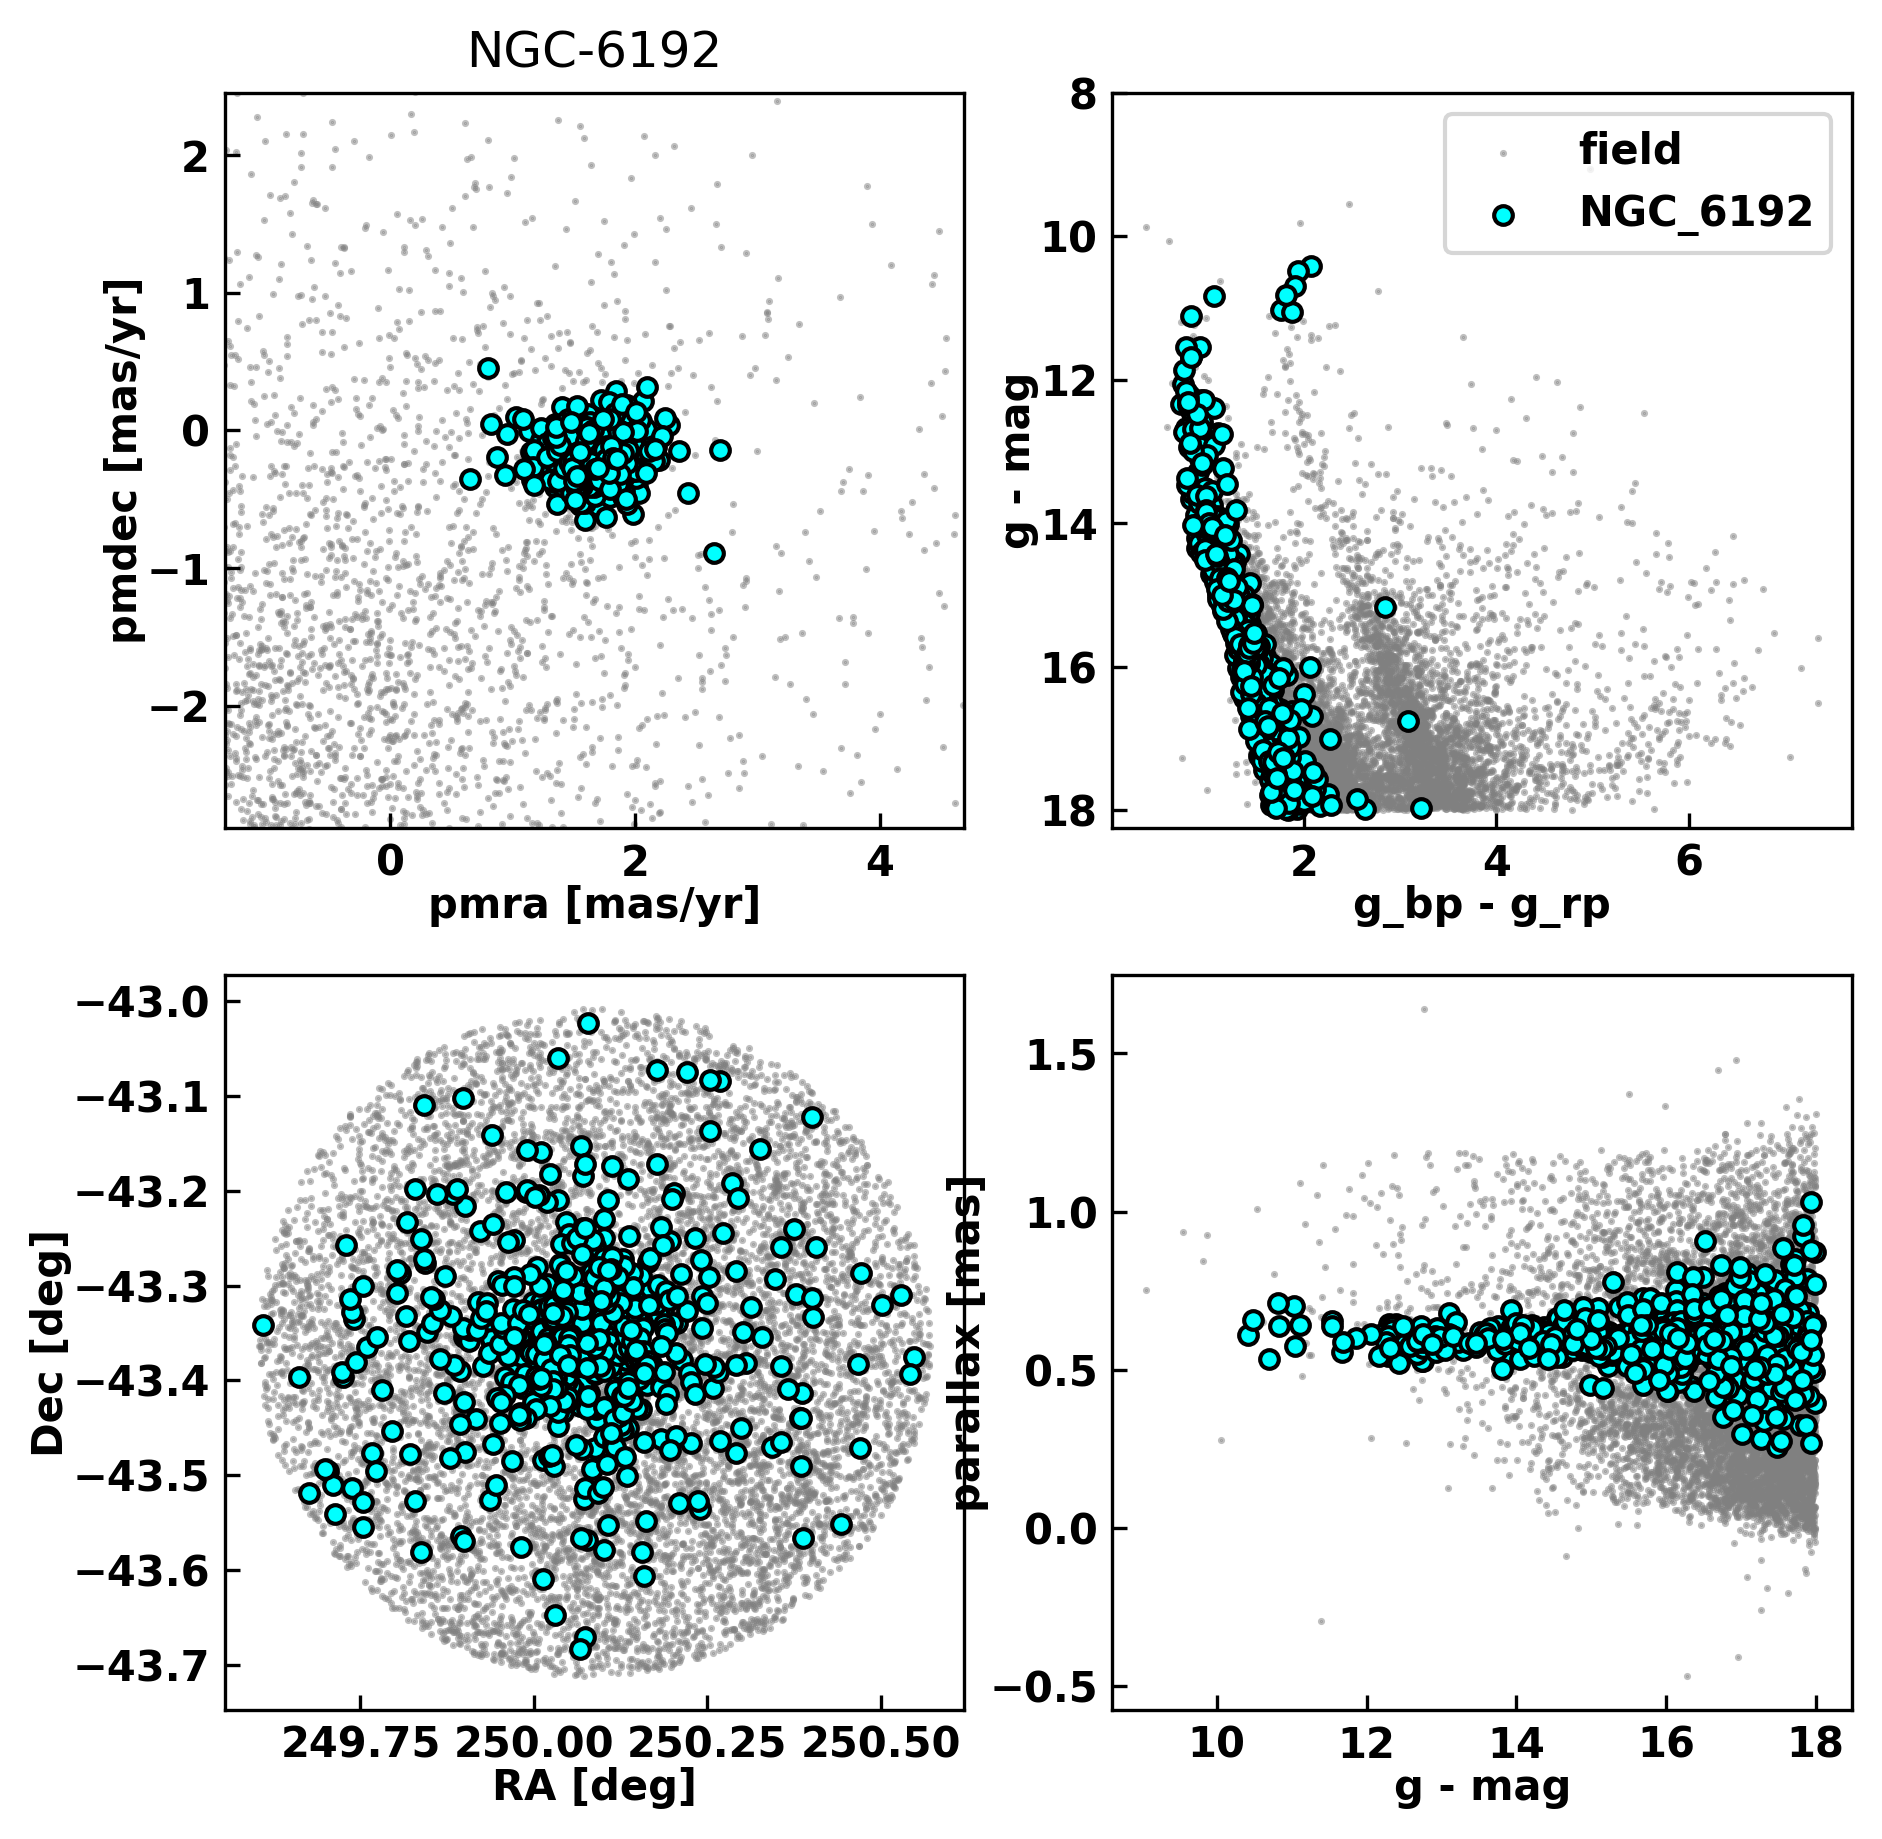 NGC-6192
pmdec [mas/yr]
2
1
0
−1
−2
0 2 4
pmra [mas/yr]
g - mag
8
10
12
14
16
18
field
NGC_6192
2 4 6
g_bp - g_rp
Dec [deg]
−43.0
−43.1
−43.2
−43.3
−43.4
−43.5
−43.6
−43.7
249.75 250.00 250.25 250.50
RA [deg]
parallax [mas]
1.5
1.0
0.5
0.0
−0.5
10 12 14 16 18
g - mag